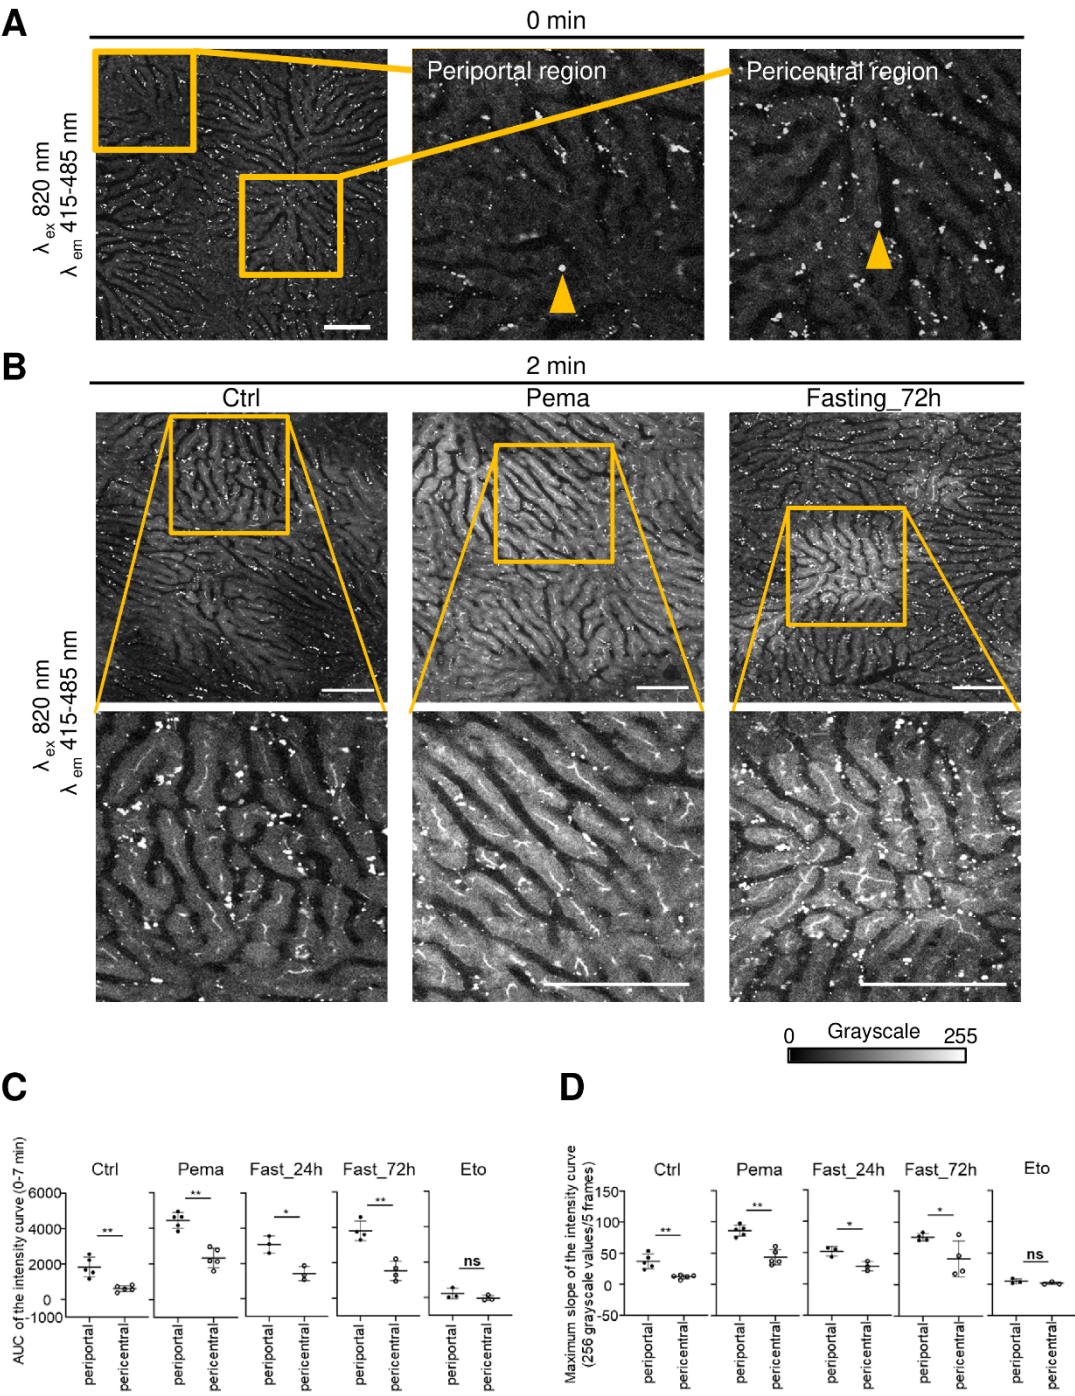 A
0 min
Periportal region
Pericentral region
λ ex 820 nm
λ em 415-485 nm
B
2 min
Ctrl
Pema
Fasting_72h
λ ex 820 nm
λ em 415-485 nm
0 Grayscale 255
C
AUC of the intensity curve (0-7 min)
Ctrl
Pema
Fast_24h
Fast_72h
Eto
6000
4000
2000
0
-1000
**
**
*
**
ns
periportal
pericentral
periportal
pericentral
periportal
pericentral
periportal
pericentral
periportal
pericentral
D
Maximum slope of the intensity curve
(256 grayscale values/5 frames)
Ctrl
Pema
Fast_24h
Fast_72h
Eto
150
100
50
0
-50
**
**
*
*
ns
periportal
pericentral
periportal
pericentral
periportal
pericentral
periportal
pericentral
periportal
pericentral